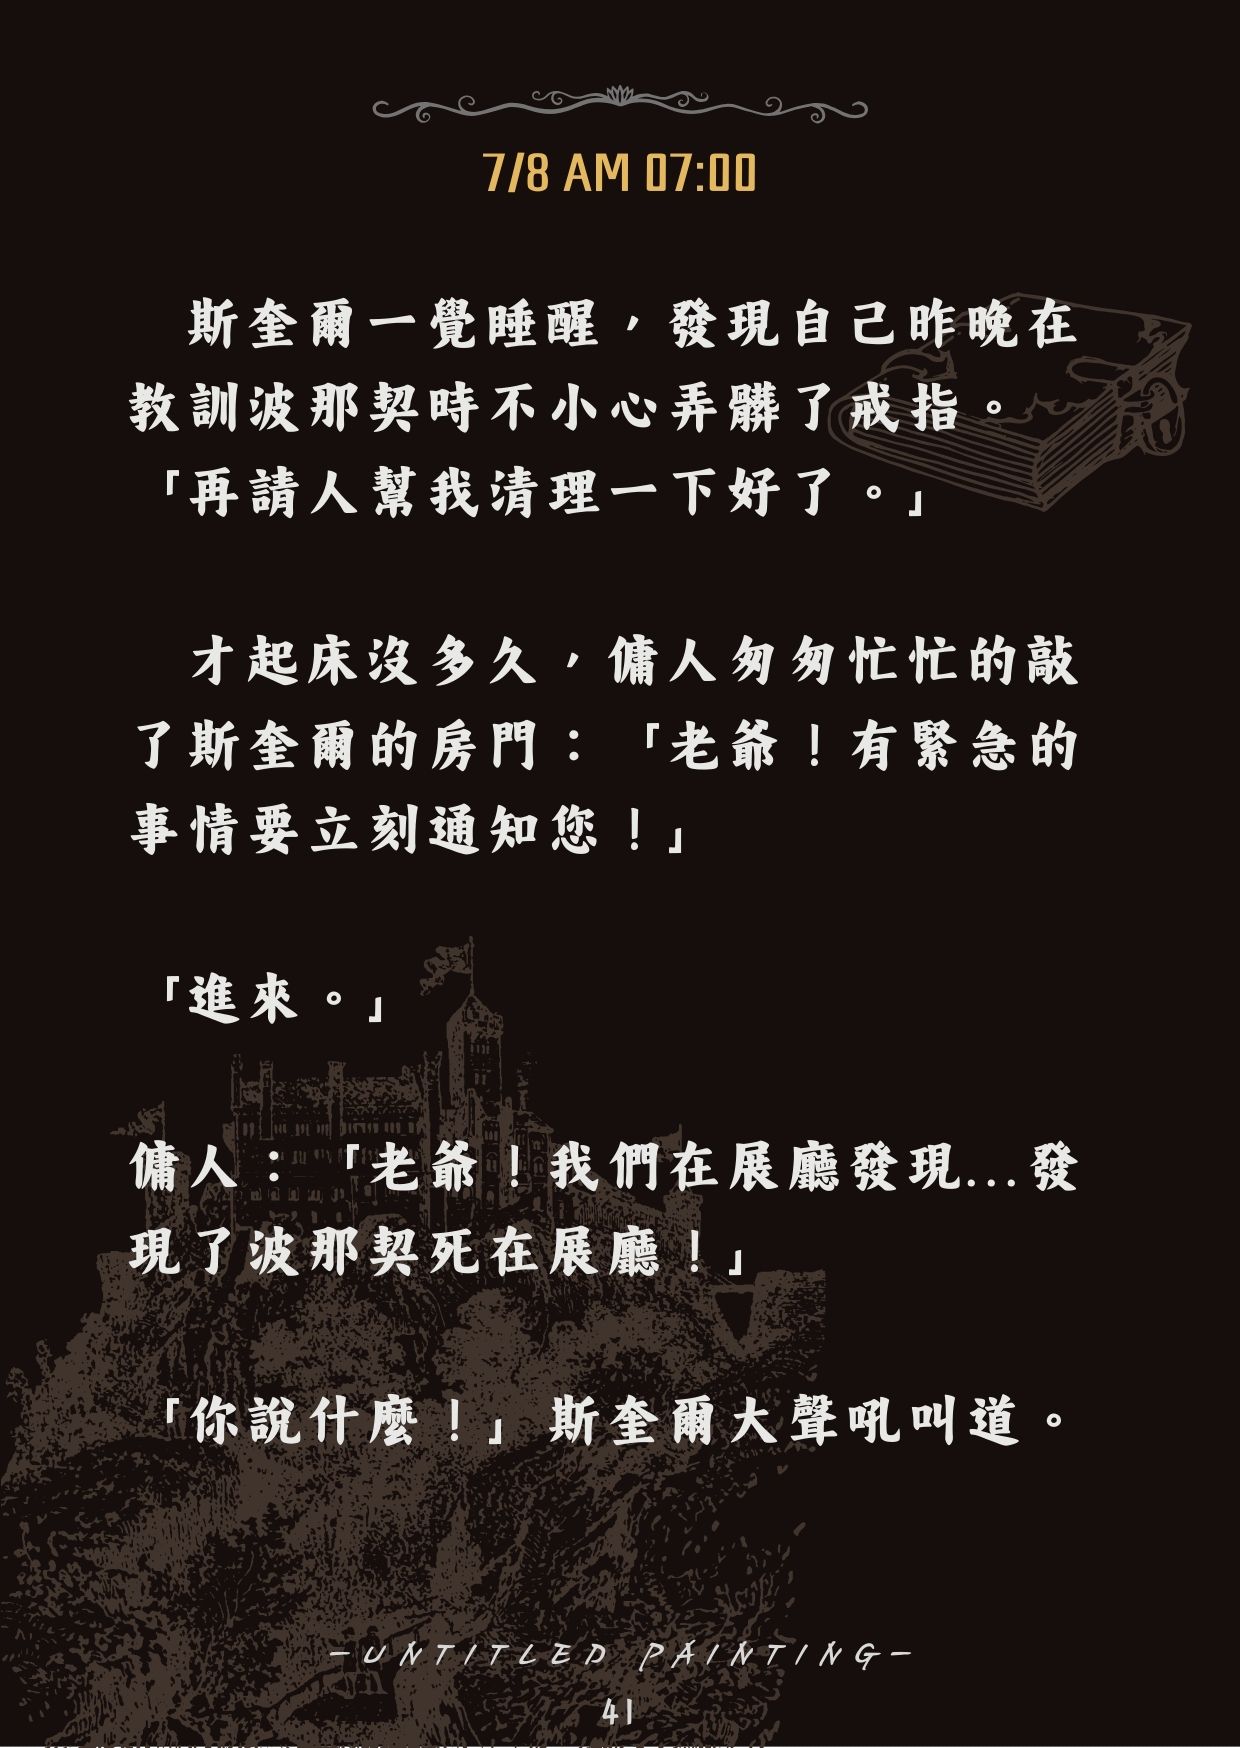 7/8 AM 07:00
斯奎爾一覺睡醒，發現自己昨晚在
教訓波那契時不小心弄髒了戒指。
「再請人幫我清理一下好了。」
才起床沒多久，傭人匆匆忙忙的敲
了斯奎爾的房門：「老爺！有緊急的
事情要立刻通知您！」
「進來。」
傭人：「老爺！我們在展廳發現...發
現了波那契死在展廳！」
「你說什麼！」斯奎爾大聲吼叫道。
-UNTITLED PAINTING-
41